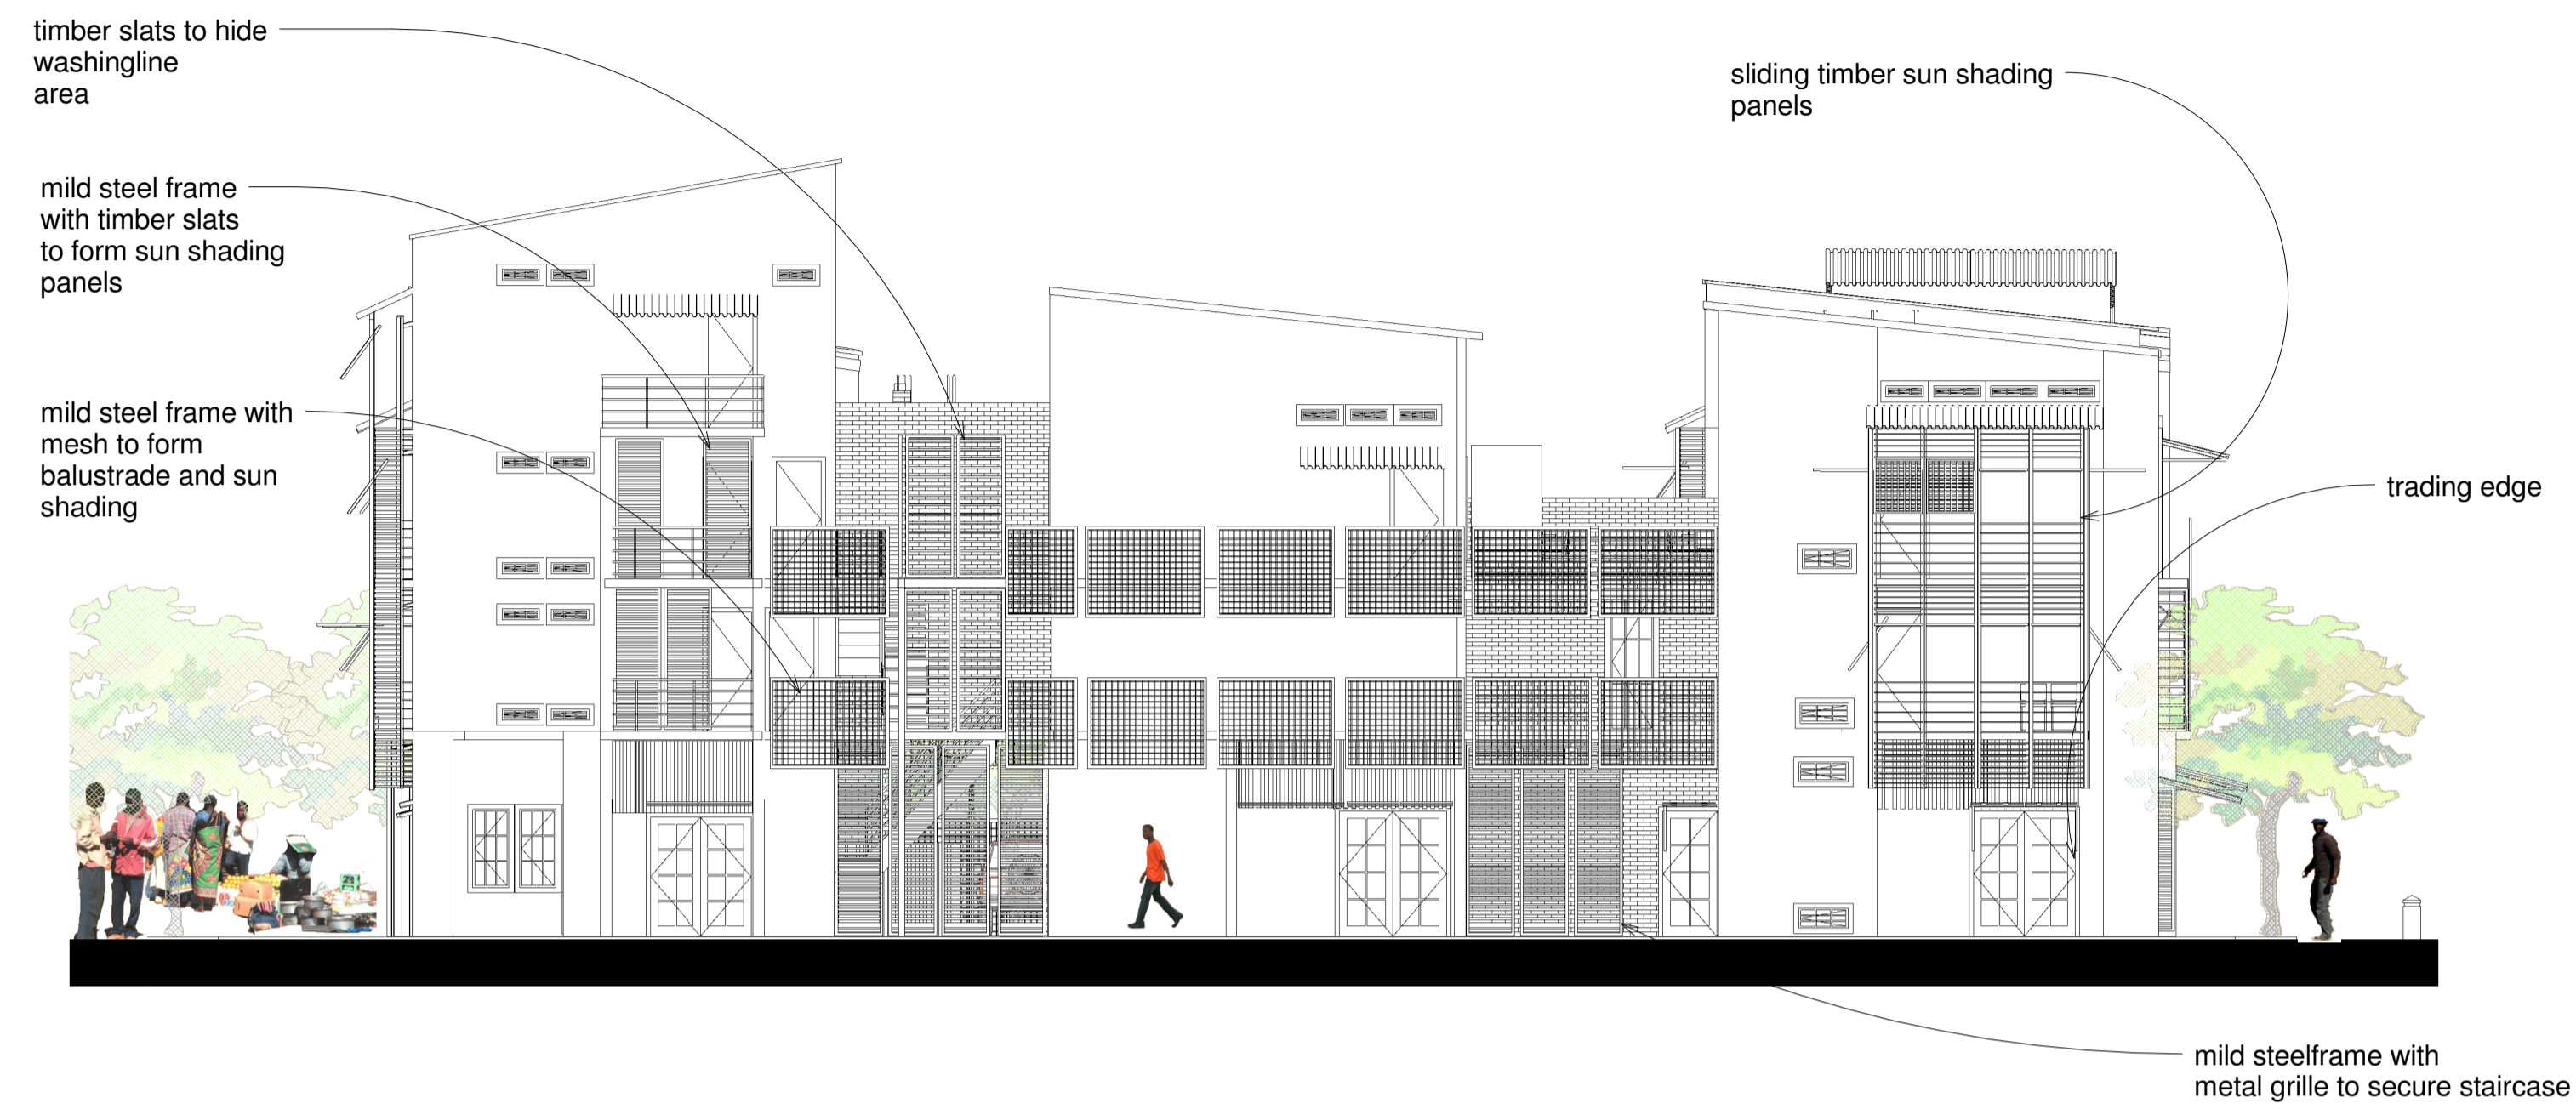 timber slats to hide
washingline
area
sliding timber sun shading
panels
mild steel frame
with timber slats
to form sun shading
panels
mild steel frame with
mesh to form
balustrade and sun
shading
trading edge
mild steelframe with
metal grille to secure staircase